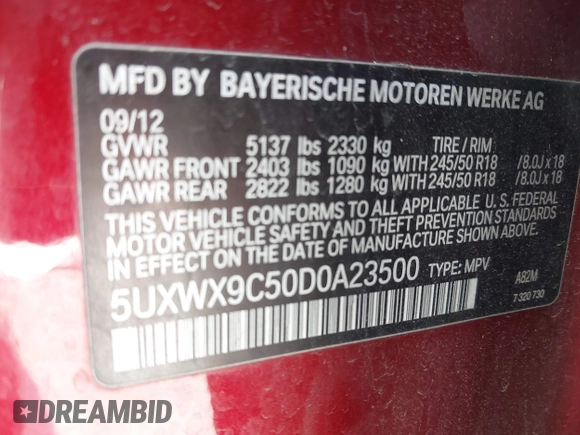 MFD BY BAYERISCHE MOTOREN WERKE AG
09/12
GVWR 5137 lbs 2330 kg TIRE / RIM
GAWR FRONT 2403 lbs 1090 kg WITH 245/50 R18 /8.0J x 18
GAWR REAR 2822 lbs 1280 kg WITH 245/50 R18 /8.0J x 18
THIS VEHICLE CONFORMS TO ALL APPLICABLE U. S. FEDERAL
MOTOR VEHICLE SAFETY AND THEFT PREVENTION STANDARDS
IN EFFECT ON THE DATE OF MANUFACTURE SHOWN ABOVE.
5UXWX9C50D0A23500 TYPE: MPV
A82M
7 320 730
DREAMBID